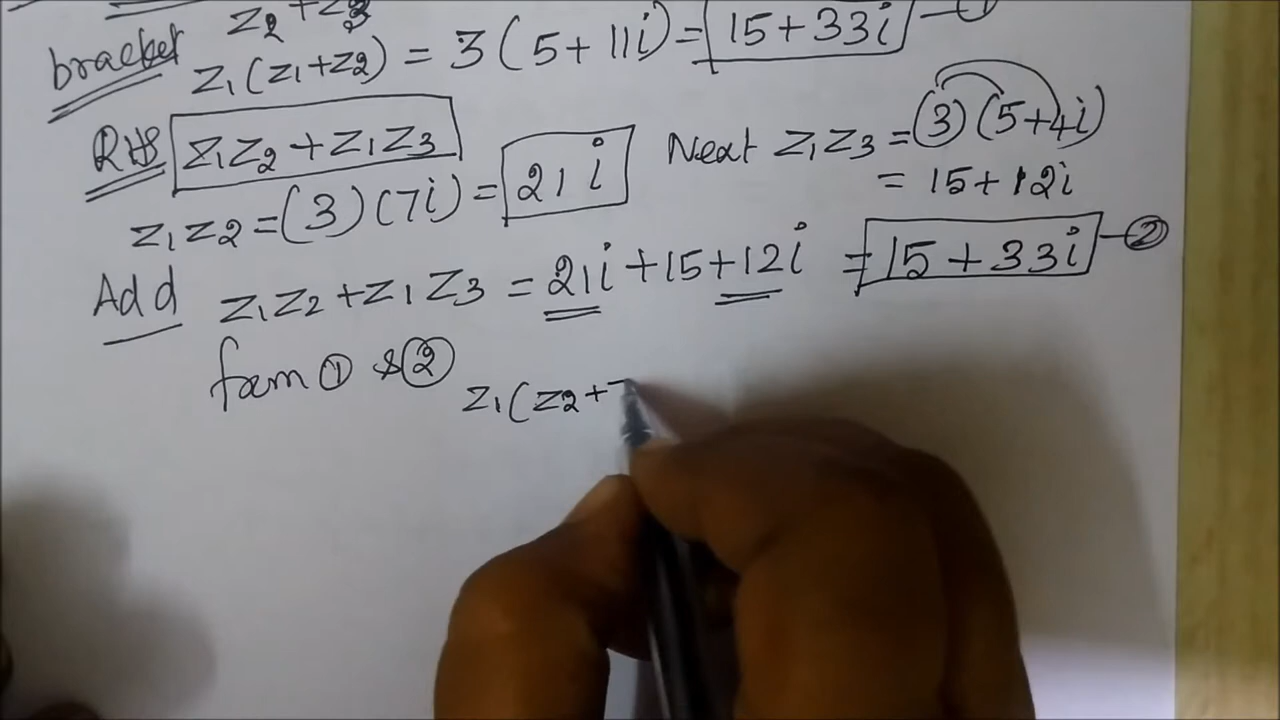 bracket Z2 + Z3
Z1(Z1+Z2) = 3(5+11i) = 15+33i —①
RHS Z1Z2 + Z1Z3
Z1Z2 = (3)(7i) = 21i
Next Z1Z3 = (3)(5+4i)
= 15+12i
Add Z1Z2 + Z1Z3 = 21i + 15 + 12i = 15 + 33i —②
from ① & ②
Z1(Z2+